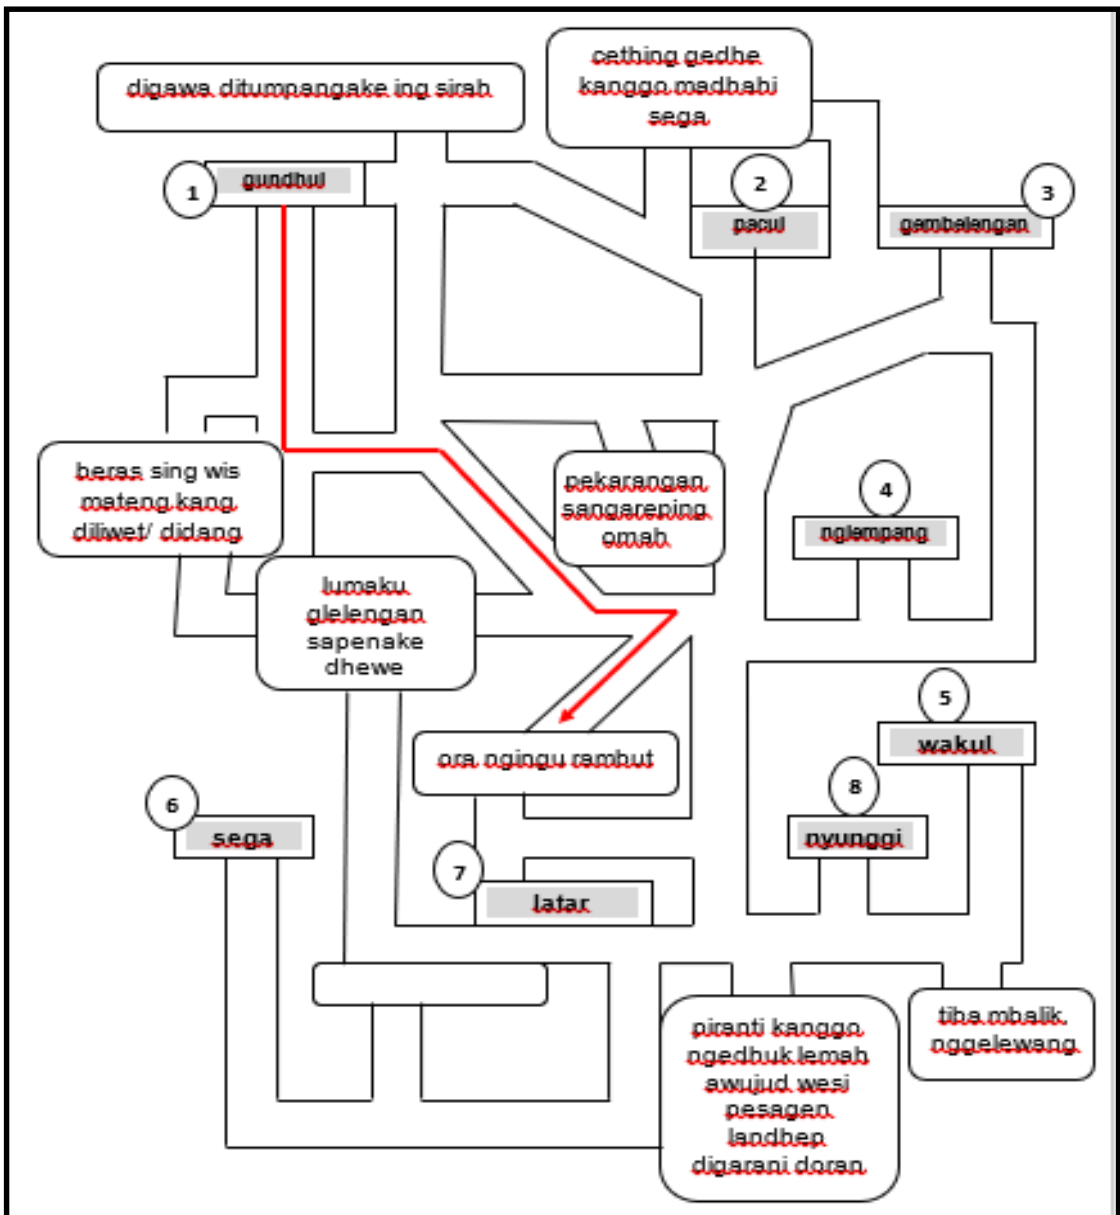 digawa ditumpangake ing sirah
cething gedhe
kanggo madhahi
sega
1
gundhul
2
pacul
3
gembelengan
beras sing wis
mateng kang
diliwet/ didang
pekarangan
sangareping
omah
4
nglempang
lumaku
glelengan
sapenake
dhewe
5
wakul
ora ngingu rambut
6
sega
8
nyunggi
7
latar
piranti kanggo
ngedhuk lemah
awujud wesi
pesagen
landhep
digarani doran
tiba mbalik,
nggelewang